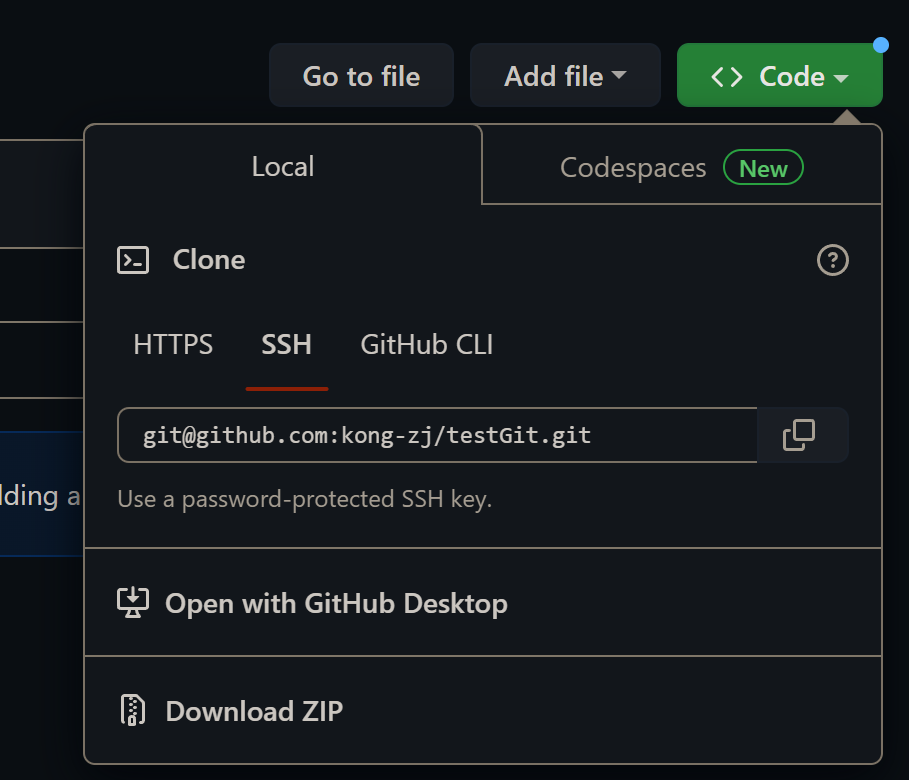 Go to file
Add file
Code
Local
Codespaces New
Clone
HTTPS SSH GitHub CLI
git@github.com:kong-zj/testGit.git
Use a password-protected SSH key.
Open with GitHub Desktop
Download ZIP